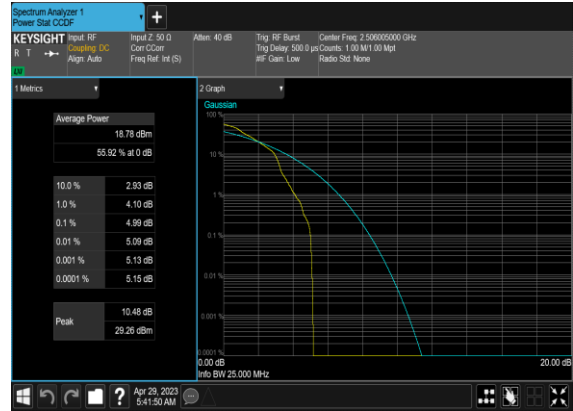 Spectrum Analyzer 1
Power Stat CCDF
KEYSIGHT
R T
LM
Input: RF
Coupling: DC
Align: Auto
Input Z: 50 Ω
Corr CCorr
Freq Ref: Int (S)
Atten: 40 dB
Trig: RF Burst
Trig Delay: 500.0 µs
#IF Gain: Low
Center Freq: 2.506005000 GHz
Counts: 1.00 M/1.00 Mpt
Radio Std: None
1 Metrics
Average Power
18.78 dBm
55.92 % at 0 dB
10.0 % 2.93 dB
1.0 % 4.10 dB
0.1 % 4.99 dB
0.01 % 5.09 dB
0.001 % 5.13 dB
0.0001 % 5.15 dB
Peak
10.48 dB
29.26 dBm
2 Graph
Gaussian
100 %
10 %
1 %
0.1 %
0.01 %
0.001 %
0.0001 %
0.00 dB 20.00 dB
Info BW 25.000 MHz
?
Apr 29, 2023
5:41:50 AM